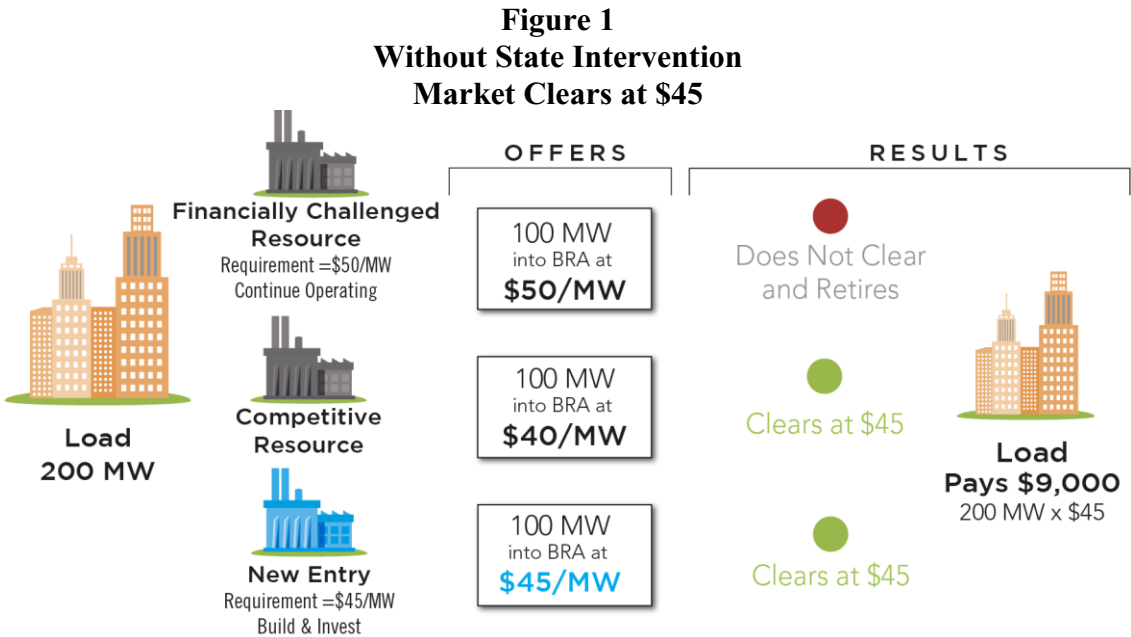 Figure 1
Without State Intervention
Market Clears at $45
OFFERS
RESULTS
Financially Challenged
Resource
Requirement =$50/MW
Continue Operating
100 MW
into BRA at
$50/MW
Does Not Clear
and Retires
Load
200 MW
Competitive
Resource
100 MW
into BRA at
$40/MW
Clears at $45
New Entry
Requirement =$45/MW
Build & Invest
100 MW
into BRA at
$45/MW
Clears at $45
Load
Pays $9,000
200 MW x $45